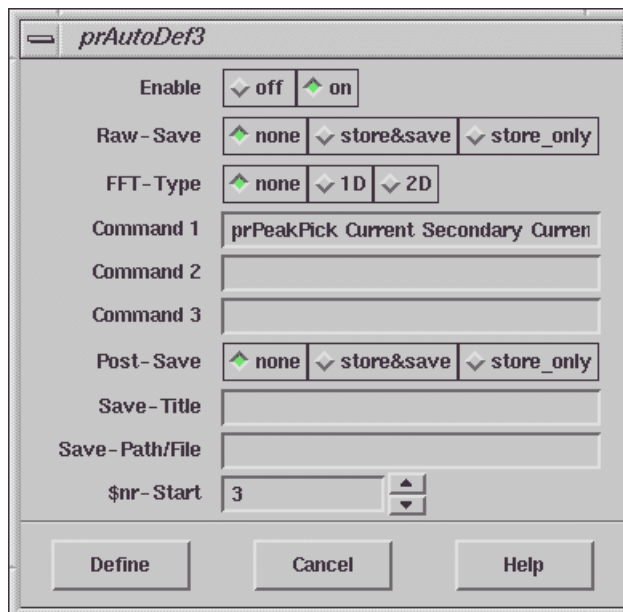 prAutoDef3
Enable off on
Raw-Save none store&save store_only
FFT-Type none 1D 2D
Command 1 prPeakPick Current Secondary Curren
Command 2
Command 3
Post-Save none store&save store_only
Save-Title
Save-Path/File
$nr-Start 3
Define Cancel Help